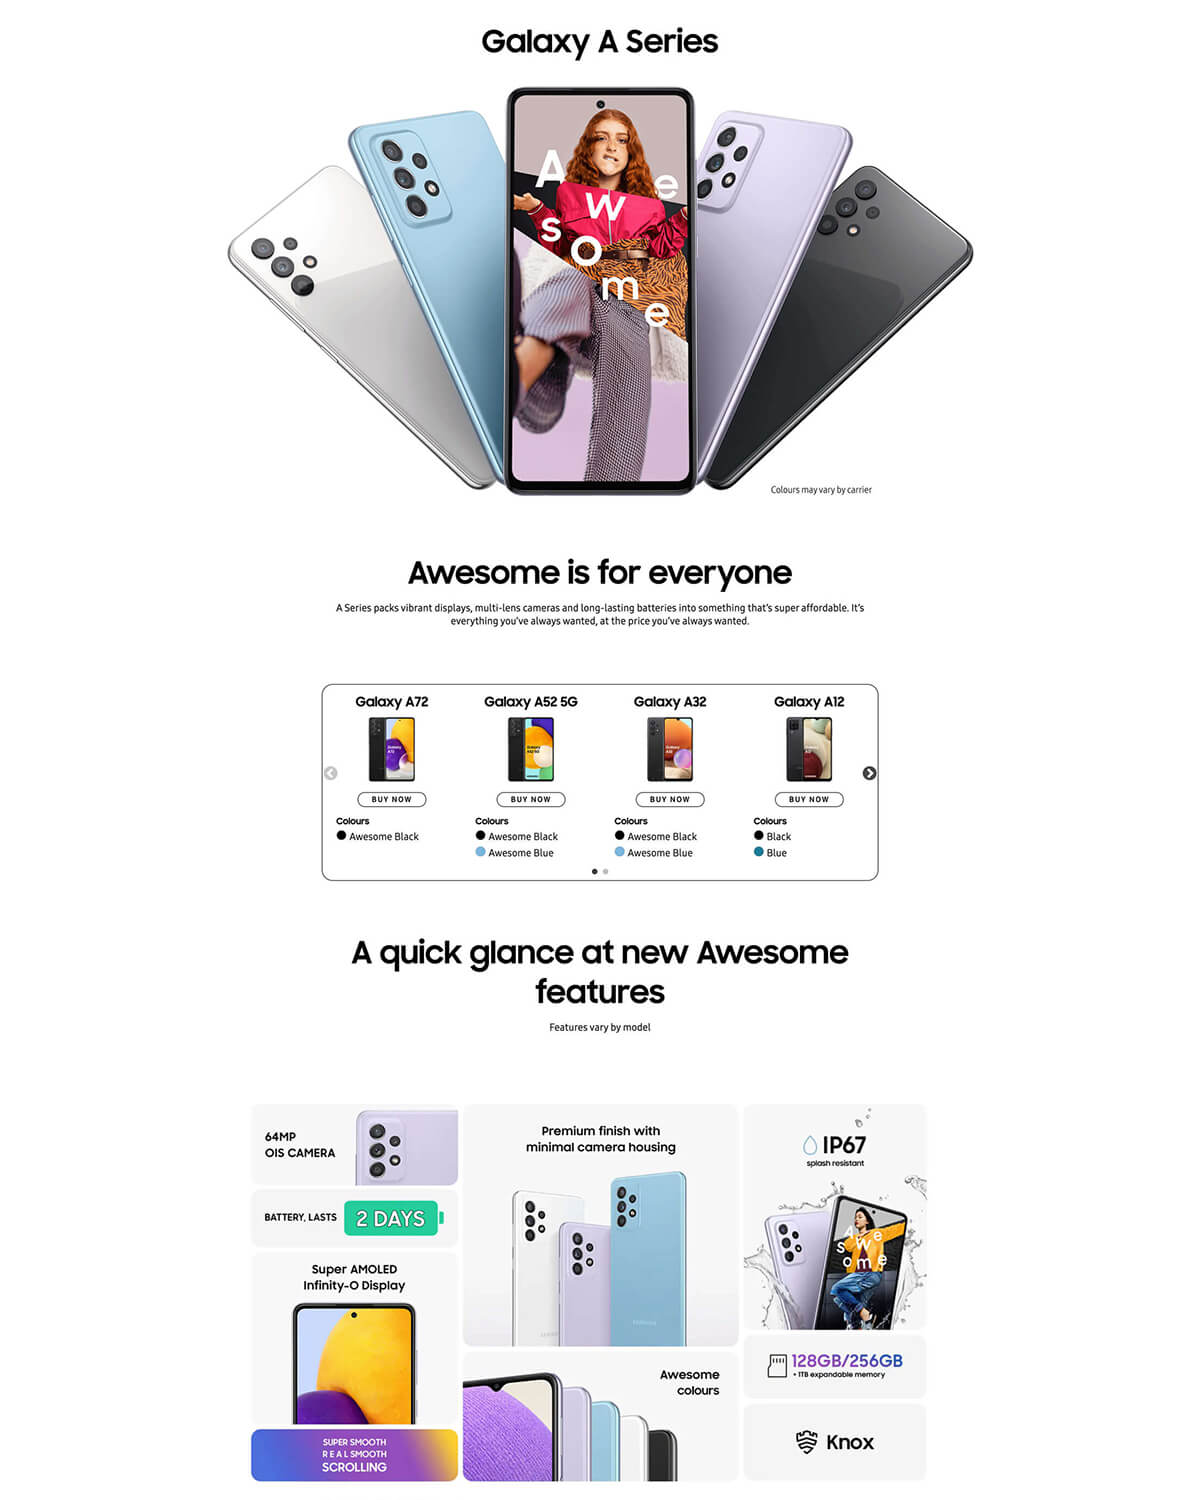 Galaxy A Series
A
e
W
s
o
m
e
Colours may vary by carrier
Awesome is for everyone
A Series packs vibrant displays, multi-lens cameras and long-lasting batteries into something that's super affordable. It's
everything you've always wanted, at the price you've always wanted.
Galaxy A72
Galaxy A52 5G
Galaxy A32
Galaxy A12
BUY NOW
BUY NOW
BUY NOW
BUY NOW
Colours
Awesome Black
Colours
Awesome Black
Awesome Blue
Colours
Awesome Black
Awesome Blue
Colours
Black
Blue
A quick glance at new Awesome
features
Features vary by model
64MP
OIS CAMERA
BATTERY, LASTS
2 DAYS
Super AMOLED
Infinity-O Display
SUPER SMOOTH
REAL SMOOTH
SCROLLING
Premium finish with
minimal camera housing
SAMSUNG
Awesome
colours
IP67
splash resistant
A w e
s w e
o m e
128GB/256GB
• 1TB expandable memory
Knox